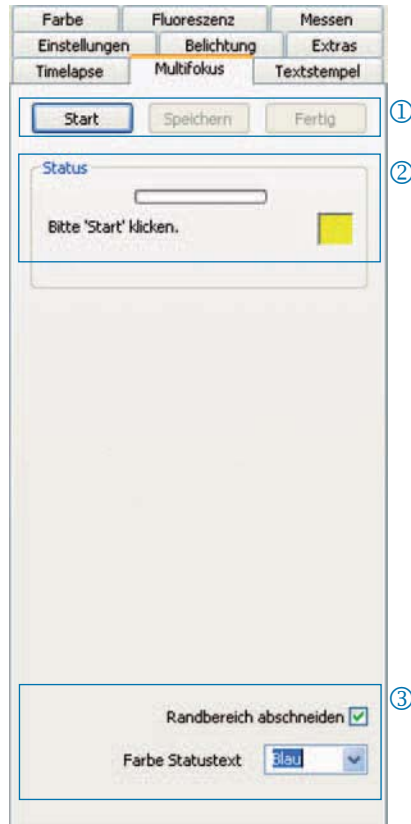 Farbe Fluoreszenz Messen
Einstellungen Belichtung Extras
Timelapse Multifokus Textstempel
Start Speichern Fertig ①
Status ②
Bitte 'Start' klicken.
③
Randbereich abschneiden
Farbe Statustext Blau